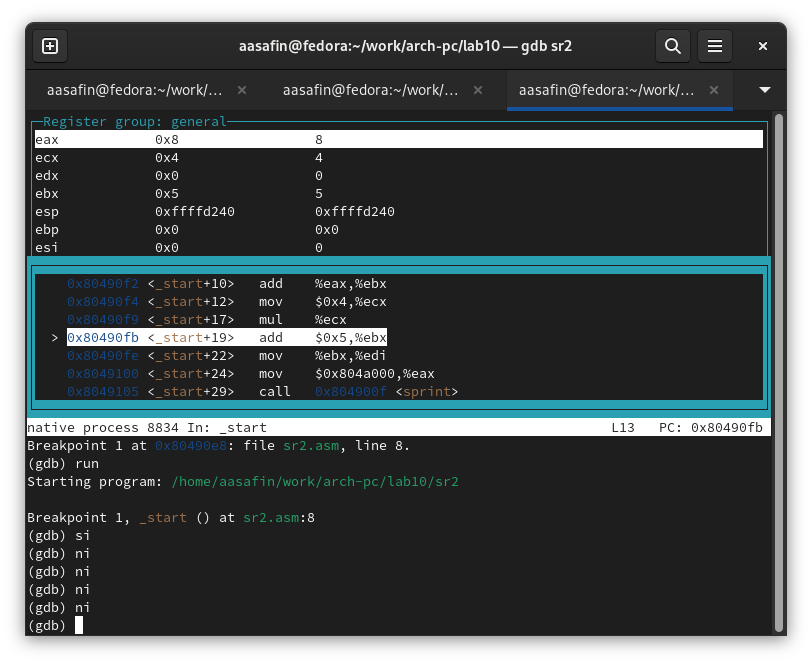 aasafin@fedora:~/work/arch-pc/lab10 — gdb sr2
aasafin@fedora:~/work/... × aasafin@fedora:~/work/... × aasafin@fedora:~/work/... ×
Register group: general
eax 0x8 8
ecx 0x4 4
edx 0x0 0
ebx 0x5 5
esp 0xffffd240 0xffffd240
ebp 0x0 0x0
esi 0x0 0
0x80490f2 <_start+10> add %eax,%ebx
0x80490f4 <_start+12> mov $0x4,%ecx
0x80490f9 <_start+17> mul %ecx
> 0x80490fb <_start+19> add $0x5,%ebx
0x80490fe <_start+22> mov %ebx,%edi
0x8049100 <_start+24> mov $0x804a000,%eax
0x8049105 <_start+29> call 0x804900f <sprint>
native process 8834 In: _start L13 PC: 0x80490fb
Breakpoint 1 at 0x80490e8: file sr2.asm, line 8.
(gdb) run
Starting program: /home/aasafin/work/arch-pc/lab10/sr2
Breakpoint 1, _start () at sr2.asm:8
(gdb) si
(gdb) ni
(gdb) ni
(gdb) ni
(gdb) ni
(gdb)